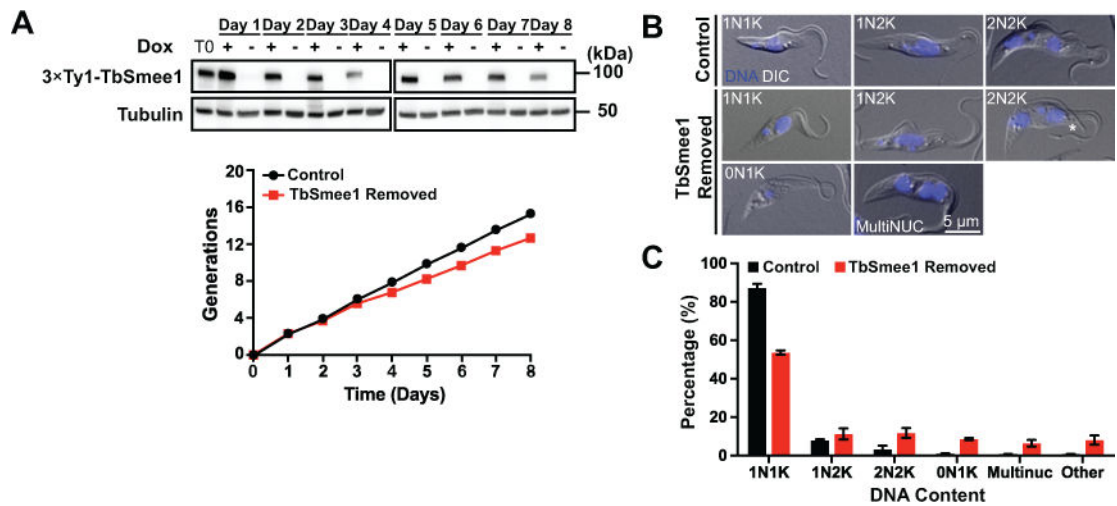 A
Day 1 Day 2 Day 3 Day 4 Day 5 Day 6 Day 7 Day 8
Dox T0 + - + - + - + - + - + - + - + - (kDa)
3×Ty1-TbSmee1 100
Tubulin 50
Control
TbSmee1 Removed
Generations
16
12
8
4
0
0 1 2 3 4 5 6 7 8
Time (Days)
B
Control
1N1K 1N2K 2N2K
DNA DIC
TbSmee1 Removed
1N1K 1N2K 2N2K
*
0N1K MultiNUC 5 µm
C
Control TbSmee1 Removed
Percentage (%)
100
80
60
40
20
0
1N1K 1N2K 2N2K 0N1K Multinuc Other
DNA Content